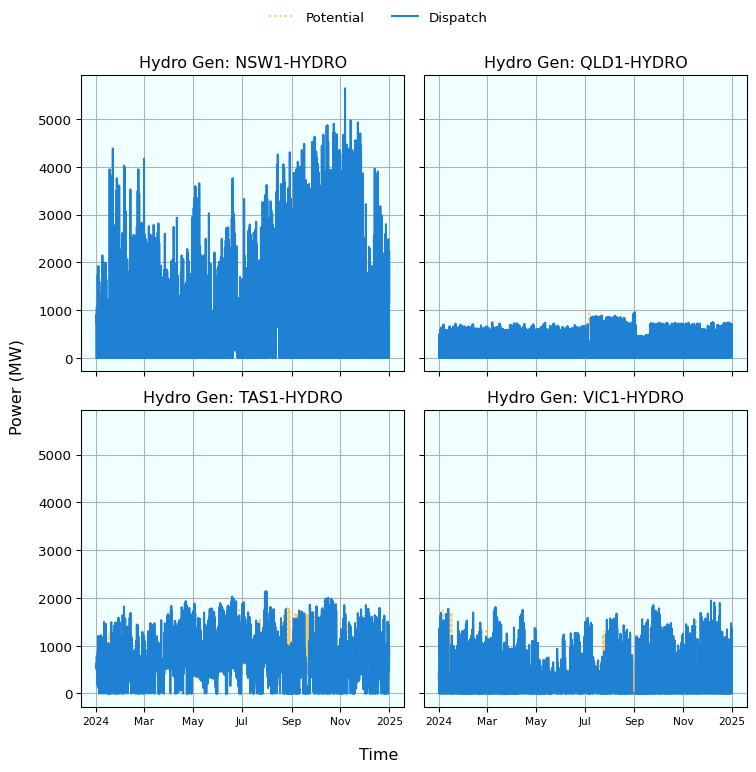 Potential Dispatch
Hydro Gen: NSW1-HYDRO Hydro Gen: QLD1-HYDRO
5000
4000
3000
2000
1000
0
Hydro Gen: TAS1-HYDRO Hydro Gen: VIC1-HYDRO
5000
4000
3000
2000
1000
0
2024 Mar May Jul Sep Nov 2025 2024 Mar May Jul Sep Nov 2025
Power (MW)
Time